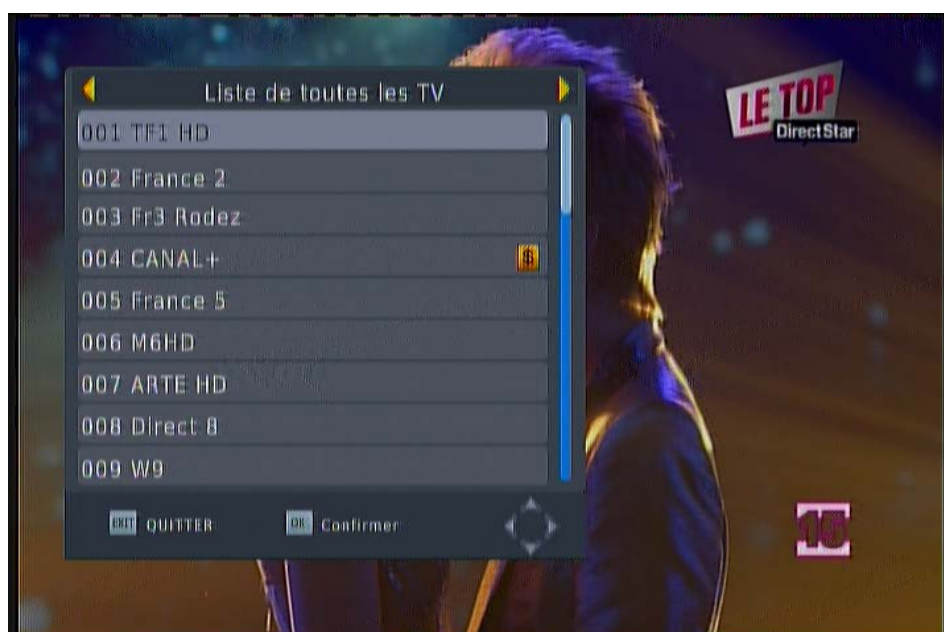 Liste de toutes les TV
001 TF1 HD
002 France 2
003 Fr3 Rodez
004 CANAL+
$
005 France 5
006 M6HD
007 ARTE HD
008 Direct 8
009 W9
EXIT QUITTER
OK Confirmer
LE TOP
DirectStar
15